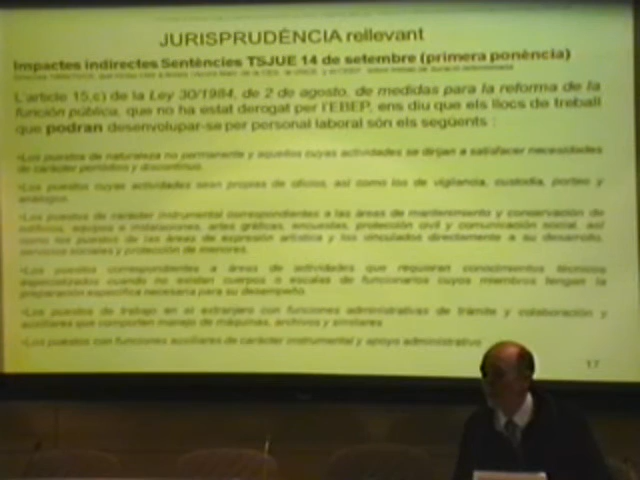 JURISPRUDÈNCIA rellevant
Impactes indirectes Sentències TSJUE 14 de setembre (primera ponència)
L'article 15.c) de la Ley 30/1984, de 2 de agosto, de medidas para la reforma de la
función pública, que no ha estat derogat per l'EBEP, ens diu que els llocs de treball
que podran desenvolupar-se per personal laboral són els següents :
•Los puestos de naturaleza no permanente y aquellos cuyas actividades se dirijan a satisfacer necesidades
de carácter periódico y discontinuo.
•Los puestos cuyas actividades sean propias de oficios, así como los de vigilancia, custodia, porteo y
análogos.
•Los puestos de carácter instrumental correspondientes a las áreas de mantenimiento y conservación de
edificios, equipos e instalaciones, artes gráficas, encuestas, protección civil y comunicación social, así
como los puestos de las áreas de expresión artística y los vinculados directamente a su desarrollo,
servicios sociales y protección de menores.
•Los puestos correspondientes a áreas de actividades que requieran conocimientos técnicos
especializados cuando no existan cuerpos o escalas de funcionarios cuyos miembros tengan la
preparación específica necesaria para su desempeño.
•Los puestos de trabajo en el extranjero con funciones administrativas de trámite y colaboración y
auxiliares que comporten manejo de máquinas, archivos y similares
•Los puestos con funciones auxiliares de carácter instrumental y apoyo administrativo
17